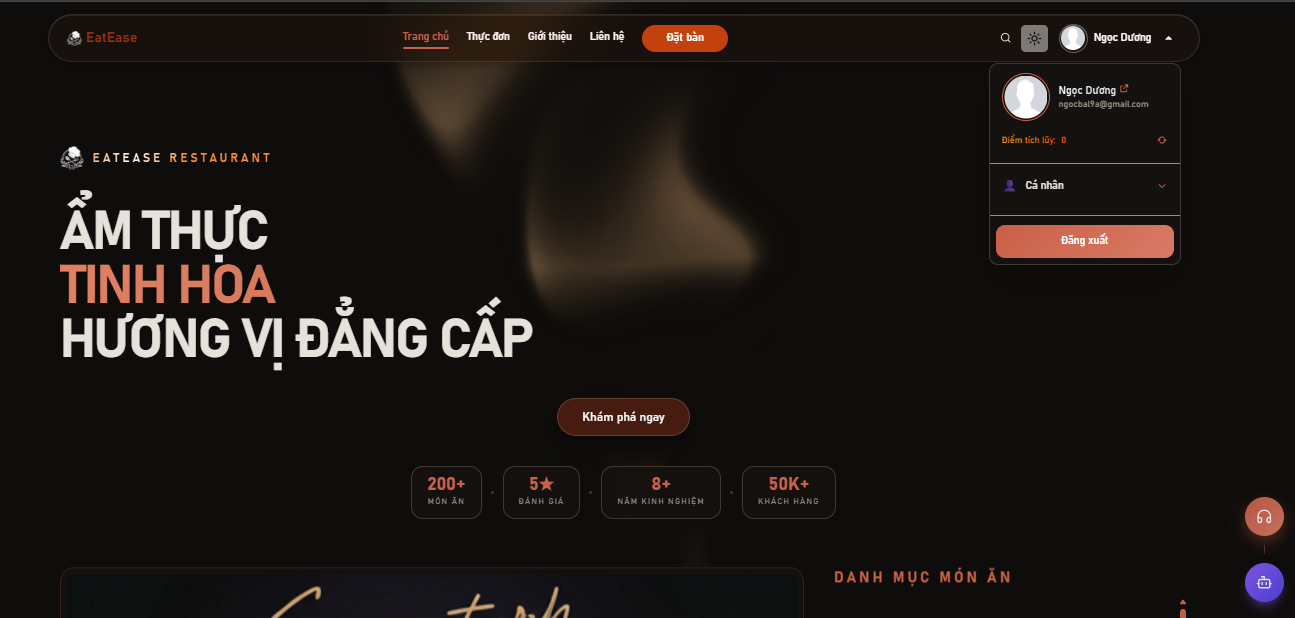 EatEase
Trang chủ
Thực đơn
Giới thiệu
Liên hệ
Đặt bàn
Ngọc Dương
Ngọc Dương
ngocbal9a@gmail.com
Điểm tích lũy: 0
Cá nhân
Đăng xuất
EATEASE RESTAURANT
ẨM THỰC
TINH HOA
HƯƠNG VỊ ĐẲNG CẤP
Khám phá ngay
200+
MÓN ĂN
5★
ĐÁNH GIÁ
8+
NĂM KINH NGHIỆM
50K+
KHÁCH HÀNG
DANH MỤC MÓN ĂN